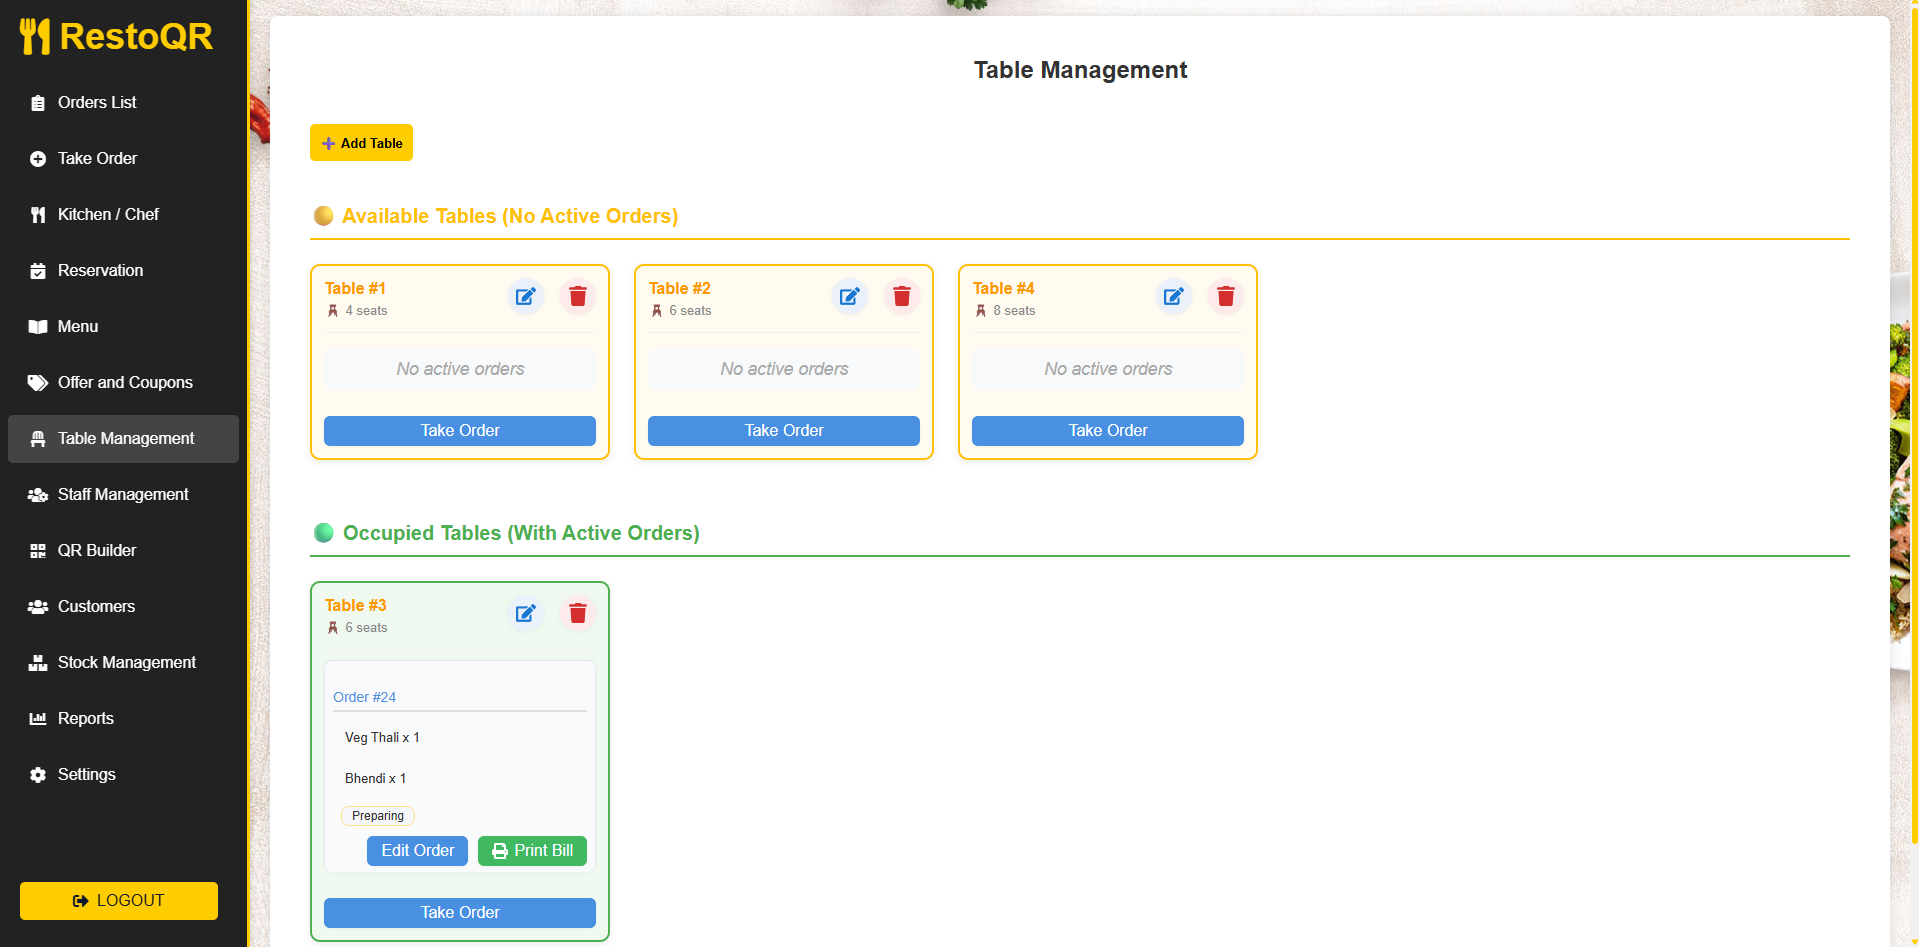 RestoQR
Orders List
Take Order
Kitchen / Chef
Reservation
Menu
Offer and Coupons
Table Management
Staff Management
QR Builder
Customers
Stock Management
Reports
Settings
LOGOUT
Table Management
Add Table
Available Tables (No Active Orders)
Table #1
4 seats
No active orders
Take Order
Table #2
6 seats
No active orders
Take Order
Table #4
8 seats
No active orders
Take Order
Occupied Tables (With Active Orders)
Table #3
6 seats
Order #24
Veg Thali x 1
Bhendi x 1
Preparing
Edit Order
Print Bill
Take Order